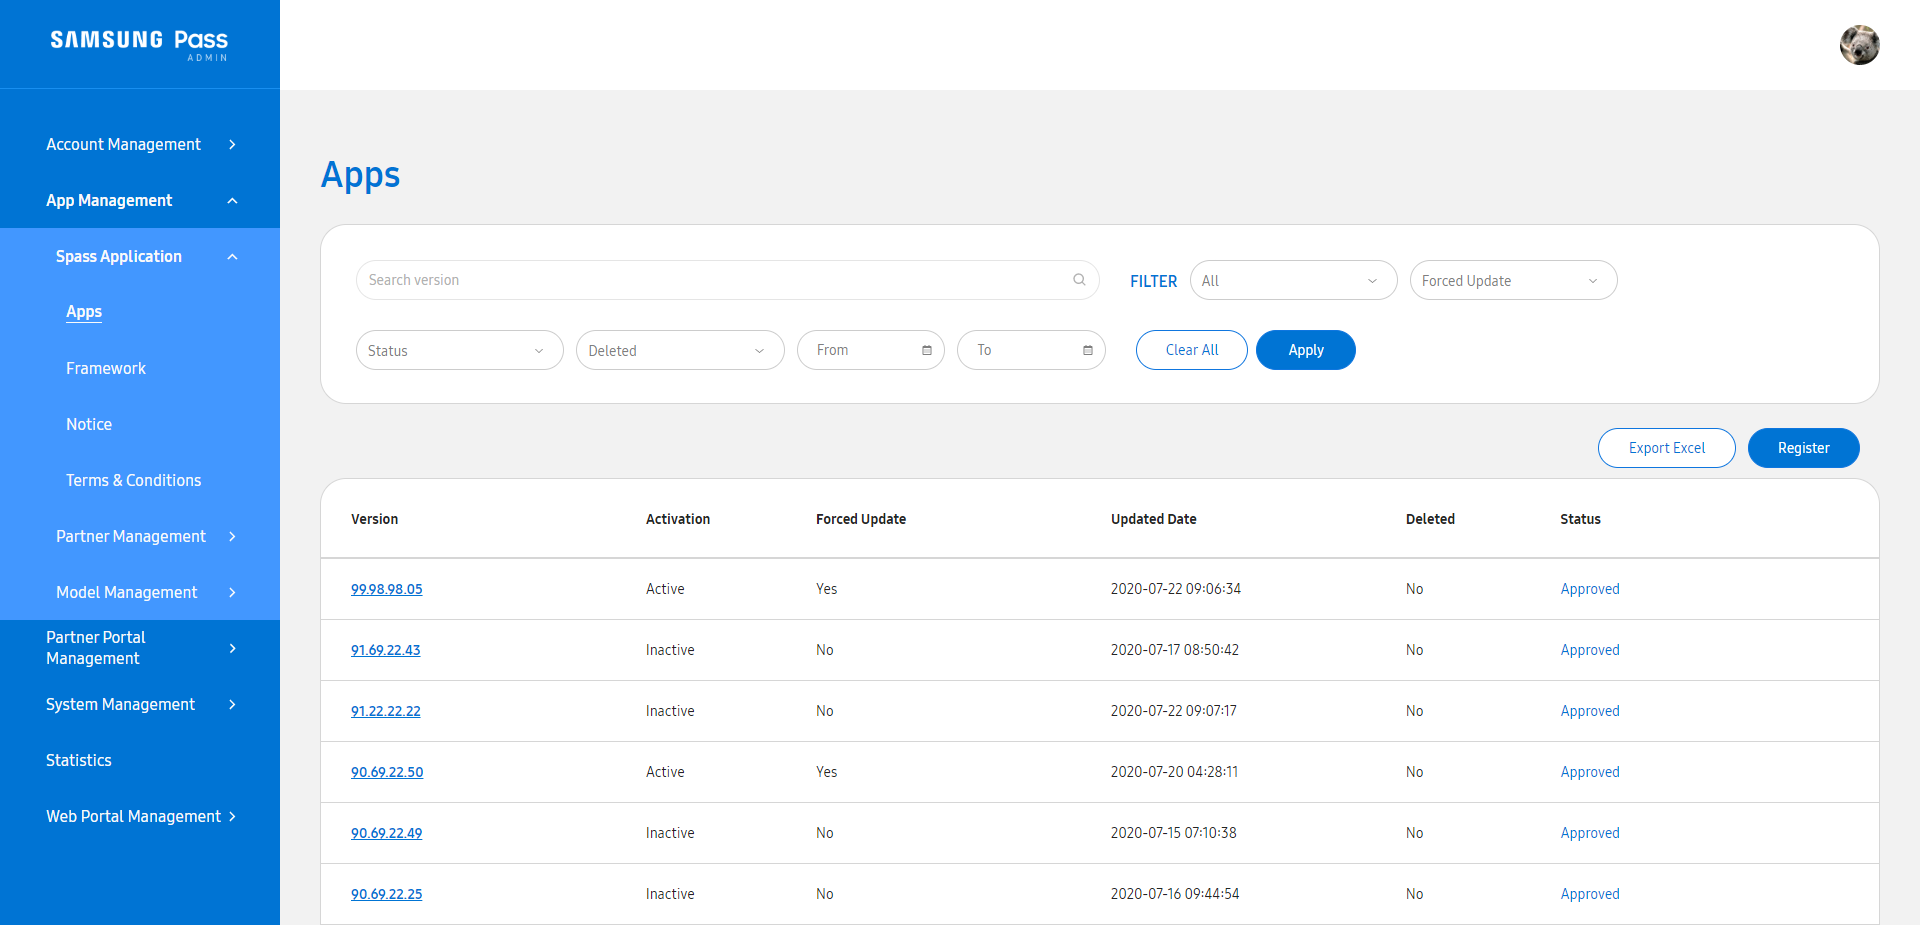 SAMSUNG Pass
ADMIN
Account Management
App Management
Spass Application
Apps
Framework
Notice
Terms & Conditions
Partner Management
Model Management
Partner Portal
Management
System Management
Statistics
Web Portal Management
Apps
Search version
FILTER All Forced Update
Status Deleted From To Clear All Apply
Export Excel Register
Version Activation Forced Update Updated Date Deleted Status
99.98.98.05 Active Yes 2020-07-22 09:06:34 No Approved
91.69.22.43 Inactive No 2020-07-17 08:50:42 No Approved
91.22.22.22 Inactive No 2020-07-22 09:07:17 No Approved
90.69.22.50 Active Yes 2020-07-20 04:28:11 No Approved
90.69.22.49 Inactive No 2020-07-15 07:10:38 No Approved
90.69.22.25 Inactive No 2020-07-16 09:44:54 No Approved